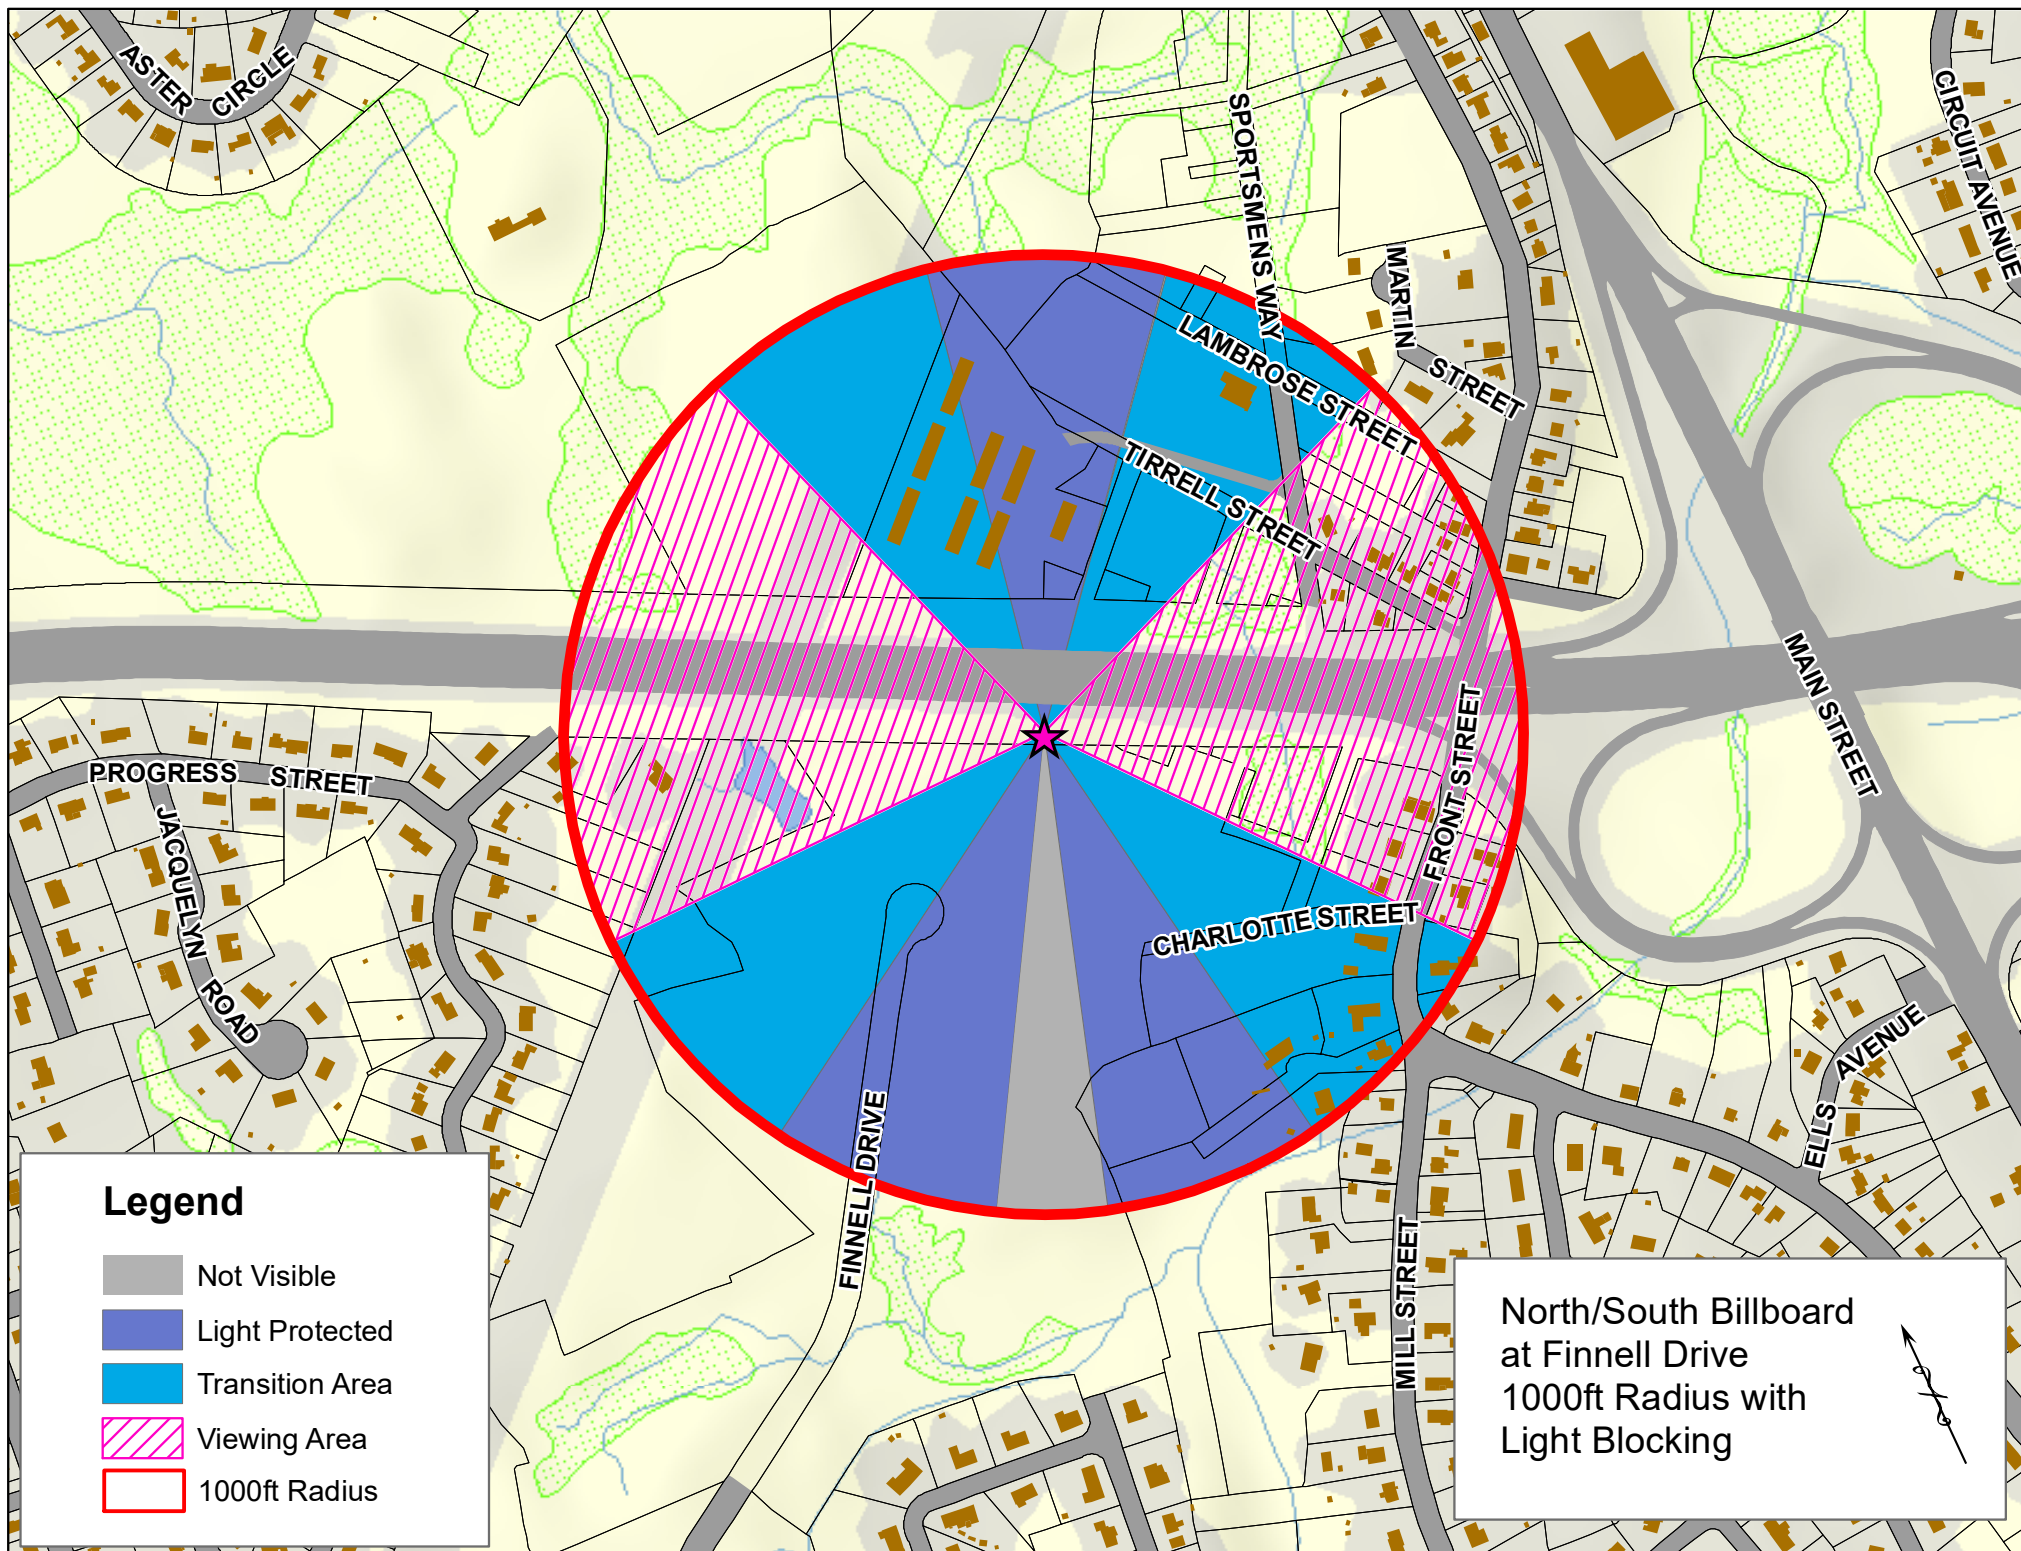 ASTER CIRCLE
CIRCUIT AVENUE
SPORTSMENS WAY
MARTIN STREET
LAMBROSE STREET
TIRRELL STREET
MAIN STREET
FRONT STREET
PROGRESS STREET
JACQUELYN ROAD
CHARLOTTE STREET
ELLS AVENUE
FINNELL DRIVE
MILL STREET
Legend
Not Visible
Light Protected
Transition Area
Viewing Area
1000ft Radius
North/South Billboard
at Finnell Drive
1000ft Radius with
Light Blocking